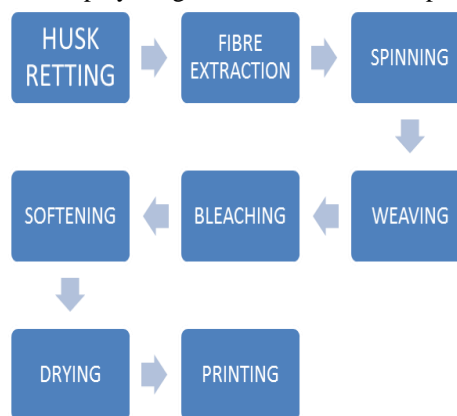 HUSK
RETTING
FIBRE
EXTRACTION
SPINNING
WEAVING
BLEACHING
SOFTENING
DRYING
PRINTING